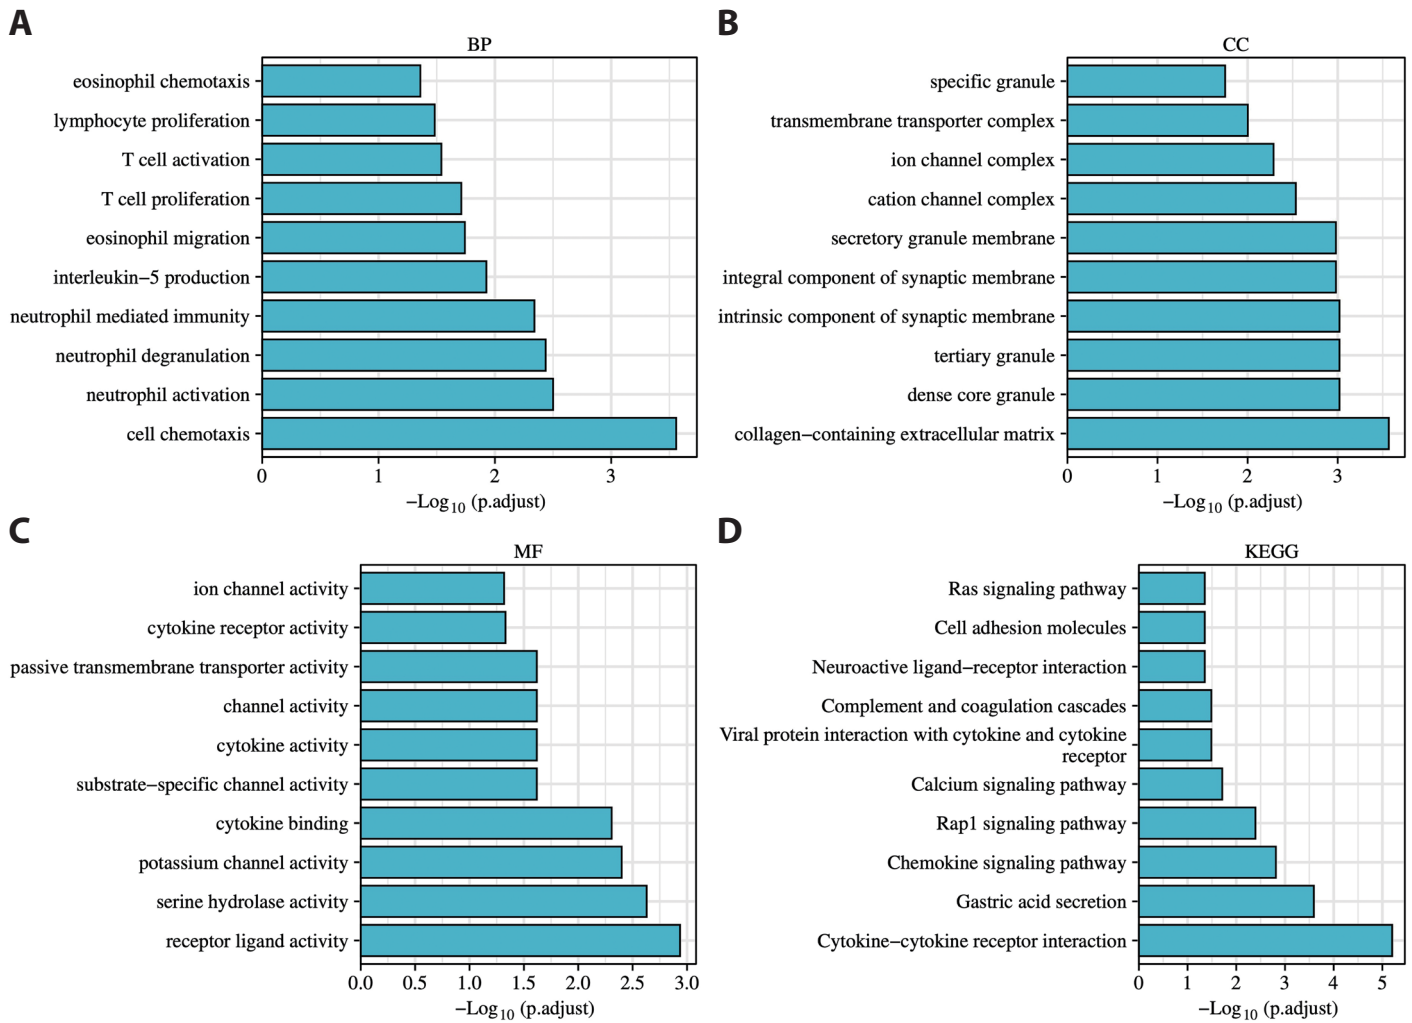 A
BP
eosinophil chemotaxis
lymphocyte proliferation
T cell activation
T cell proliferation
eosinophil migration
interleukin−5 production
neutrophil mediated immunity
neutrophil degranulation
neutrophil activation
cell chemotaxis
0 1 2 3
−Log10 (p.adjust)
B
CC
specific granule
transmembrane transporter complex
ion channel complex
cation channel complex
secretory granule membrane
integral component of synaptic membrane
intrinsic component of synaptic membrane
tertiary granule
dense core granule
collagen−containing extracellular matrix
0 1 2 3
−Log10 (p.adjust)
C
MF
ion channel activity
cytokine receptor activity
passive transmembrane transporter activity
channel activity
cytokine activity
substrate−specific channel activity
cytokine binding
potassium channel activity
serine hydrolase activity
receptor ligand activity
0.0 0.5 1.0 1.5 2.0 2.5 3.0
−Log10 (p.adjust)
D
KEGG
Ras signaling pathway
Cell adhesion molecules
Neuroactive ligand−receptor interaction
Complement and coagulation cascades
Viral protein interaction with cytokine and cytokine
receptor
Calcium signaling pathway
Rap1 signaling pathway
Chemokine signaling pathway
Gastric acid secretion
Cytokine−cytokine receptor interaction
0 1 2 3 4 5
−Log10 (p.adjust)